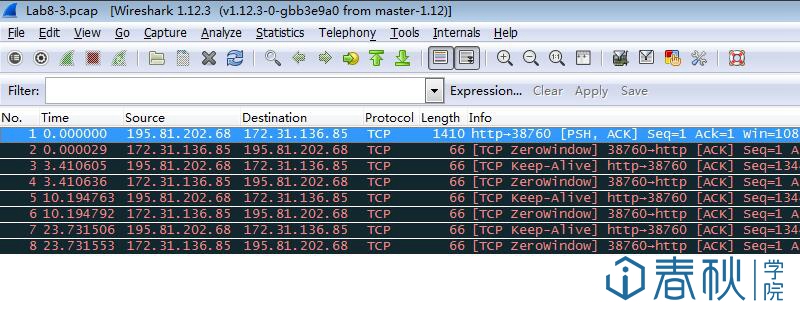 Lab8-3.pcap [Wireshark 1.12.3 (v1.12.3-0-gbb3e9a0 from master-1.12)]
File Edit View Go Capture Analyze Statistics Telephony Tools Internals Help
Filter: Expression... Clear Apply Save
No. Time Source Destination Protocol Length Info
1 0.000000 195.81.202.68 172.31.136.85 TCP 1410 http→38760 [PSH, ACK] Seq=1 Ack=1 Win=108
2 0.000029 172.31.136.85 195.81.202.68 TCP 66 [TCP ZeroWindow] 38760→http [ACK] Seq=1 A
3 3.410605 195.81.202.68 172.31.136.85 TCP 66 [TCP Keep-Alive] http→38760 [ACK] Seq=134
4 3.410636 172.31.136.85 195.81.202.68 TCP 66 [TCP ZeroWindow] 38760→http [ACK] Seq=1 A
5 10.194763 195.81.202.68 172.31.136.85 TCP 66 [TCP Keep-Alive] http→38760 [ACK] Seq=134
6 10.194792 172.31.136.85 195.81.202.68 TCP 66 [TCP ZeroWindow] 38760→http [ACK] Seq=1 A
7 23.731506 195.81.202.68 172.31.136.85 TCP 66 [TCP Keep-Alive] http→38760 [ACK] Seq=134
8 23.731553 172.31.136.85 195.81.202.68 TCP 66 [TCP ZeroWindow] 38760→http [ACK] Seq=1 A
春秋学院